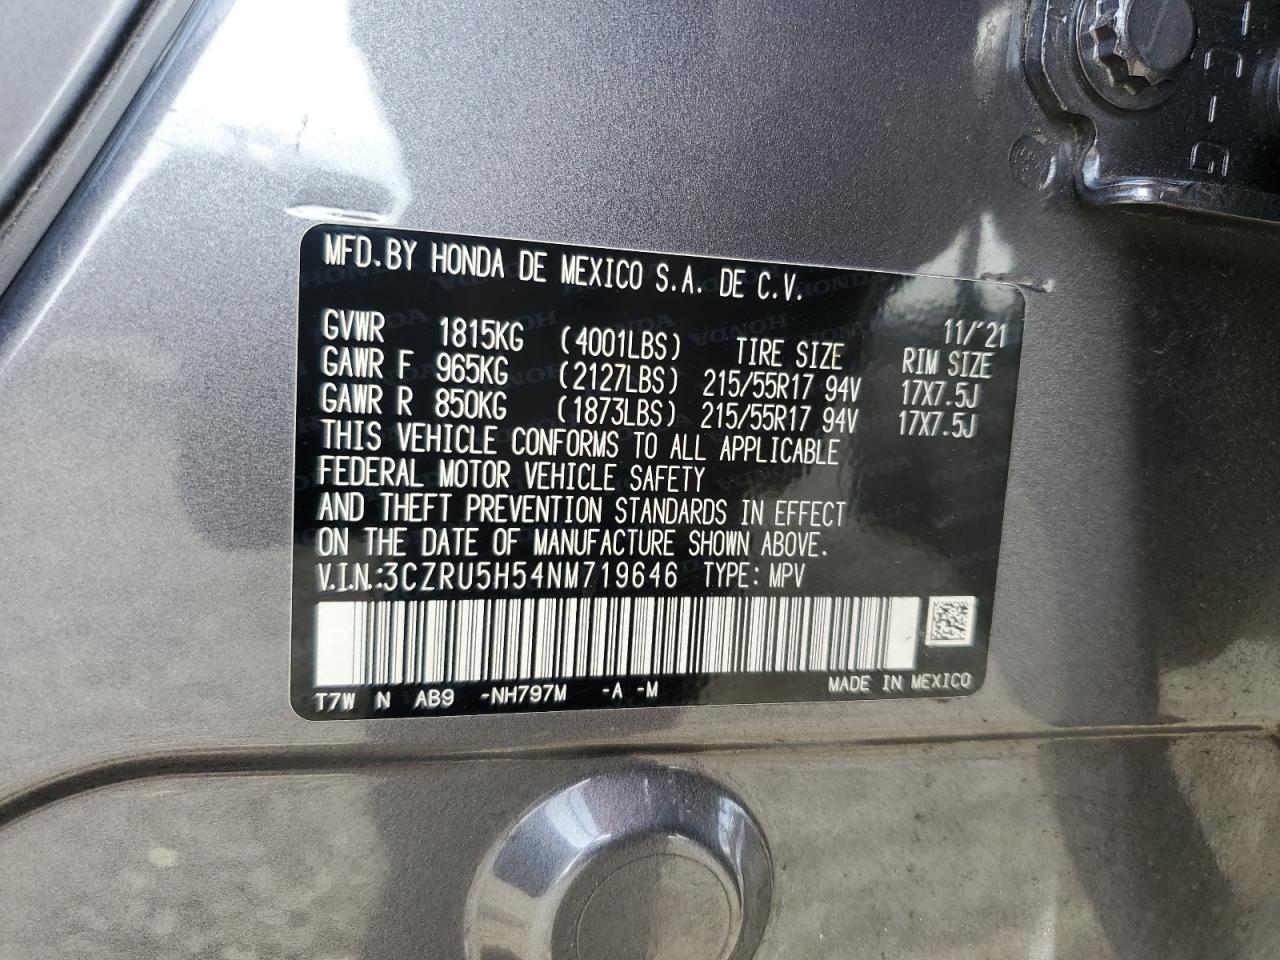 MFD.BY HONDA DE MEXICO S.A. DE C.V.
11/'21
GVWR 1815KG (4001LBS) TIRE SIZE RIM SIZE
GAWR F 965KG (2127LBS) 215/55R17 94V 17X7.5J
GAWR R 850KG (1873LBS) 215/55R17 94V 17X7.5J
THIS VEHICLE CONFORMS TO ALL APPLICABLE
FEDERAL MOTOR VEHICLE SAFETY
AND THEFT PREVENTION STANDARDS IN EFFECT
ON THE DATE OF MANUFACTURE SHOWN ABOVE.
V.I.N.:3CZRU5H54NM719646 TYPE: MPV
T7W N AB9 -NH797M -A -M MADE IN MEXICO